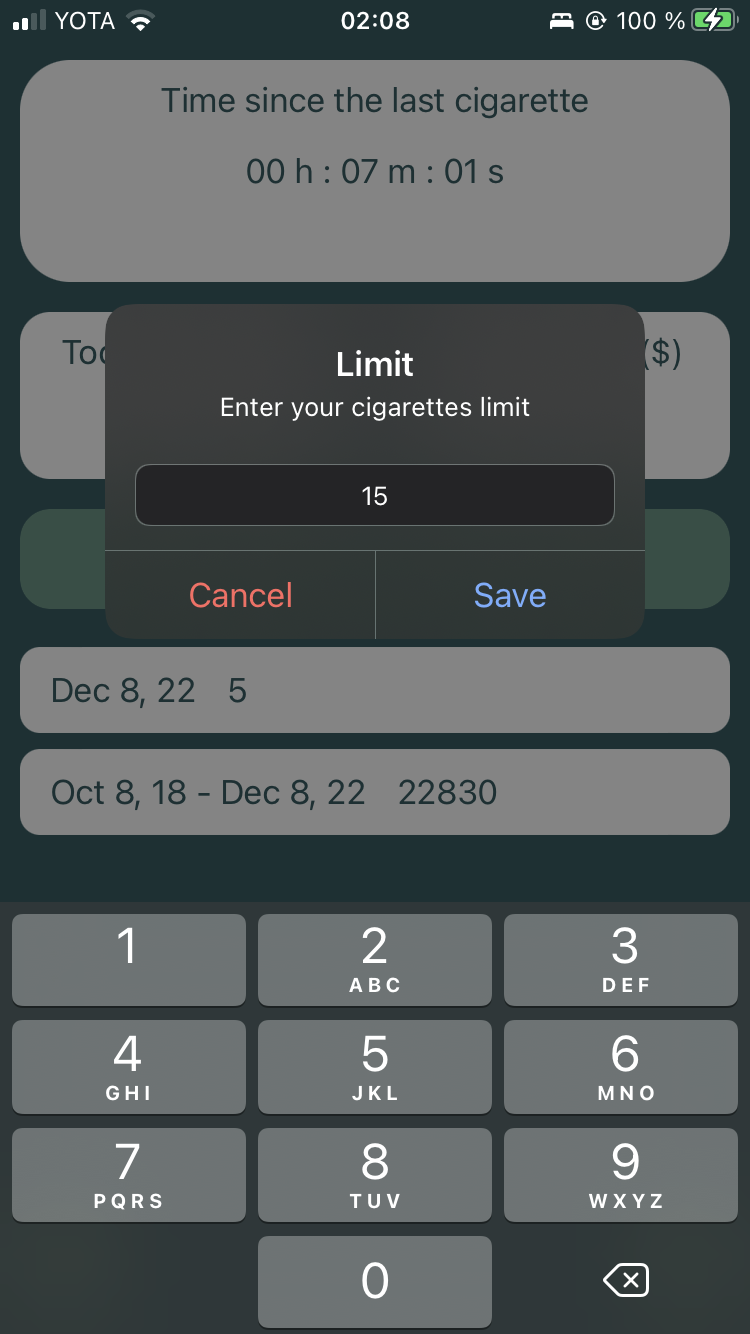 YOTA 02:08 100 %
Time since the last cigarette
00 h : 07 m : 01 s
($)
Limit
Enter your cigarettes limit
15
Cancel Save
Dec 8, 22 5
Oct 8, 18 - Dec 8, 22 22830
1 2 3
ABC DEF
4 5 6
GHI JKL MNO
7 8 9
PQRS TUV WXYZ
0